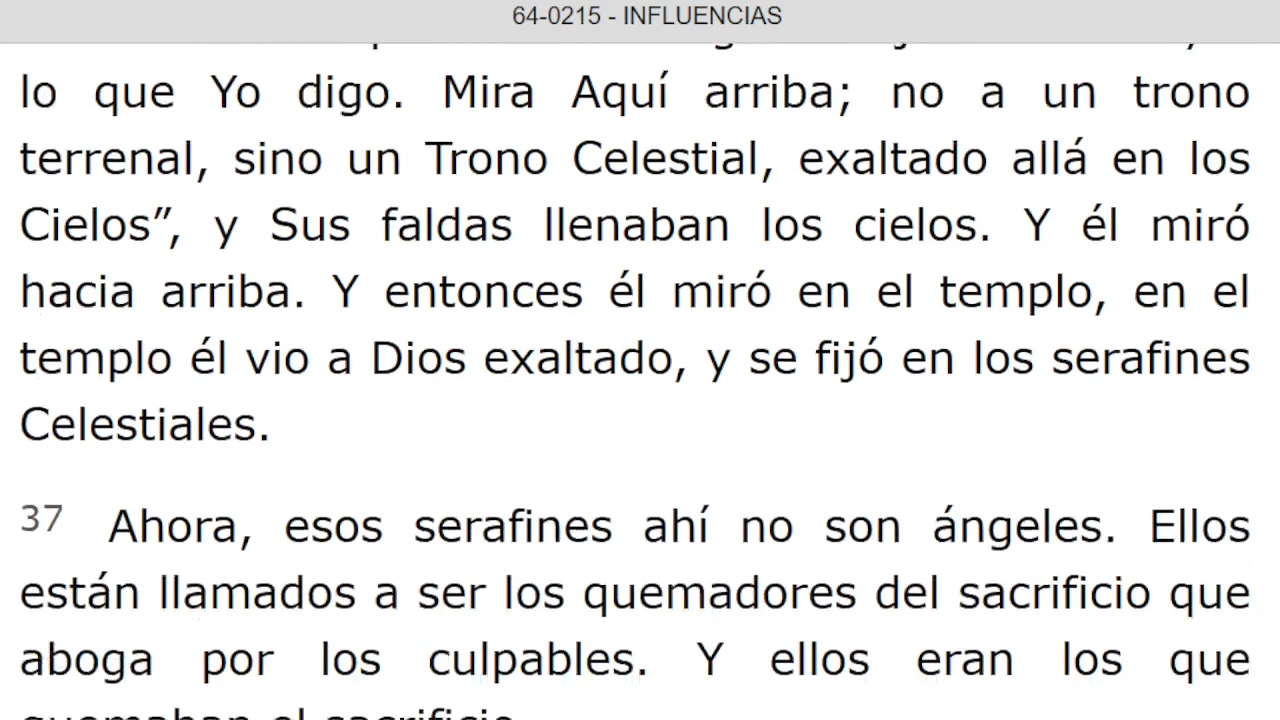 64-0215 - INFLUENCIAS
lo que Yo digo. Mira Aquí arriba; no a un trono
terrenal, sino un Trono Celestial, exaltado allá en los
Cielos”, y Sus faldas llenaban los cielos. Y él miró
hacia arriba. Y entonces él miró en el templo, en el
templo él vio a Dios exaltado, y se fijó en los serafines
Celestiales.
37 Ahora, esos serafines ahí no son ángeles. Ellos
están llamados a ser los quemadores del sacrificio que
aboga por los culpables. Y ellos eran los que
quemaban el sacrificio.